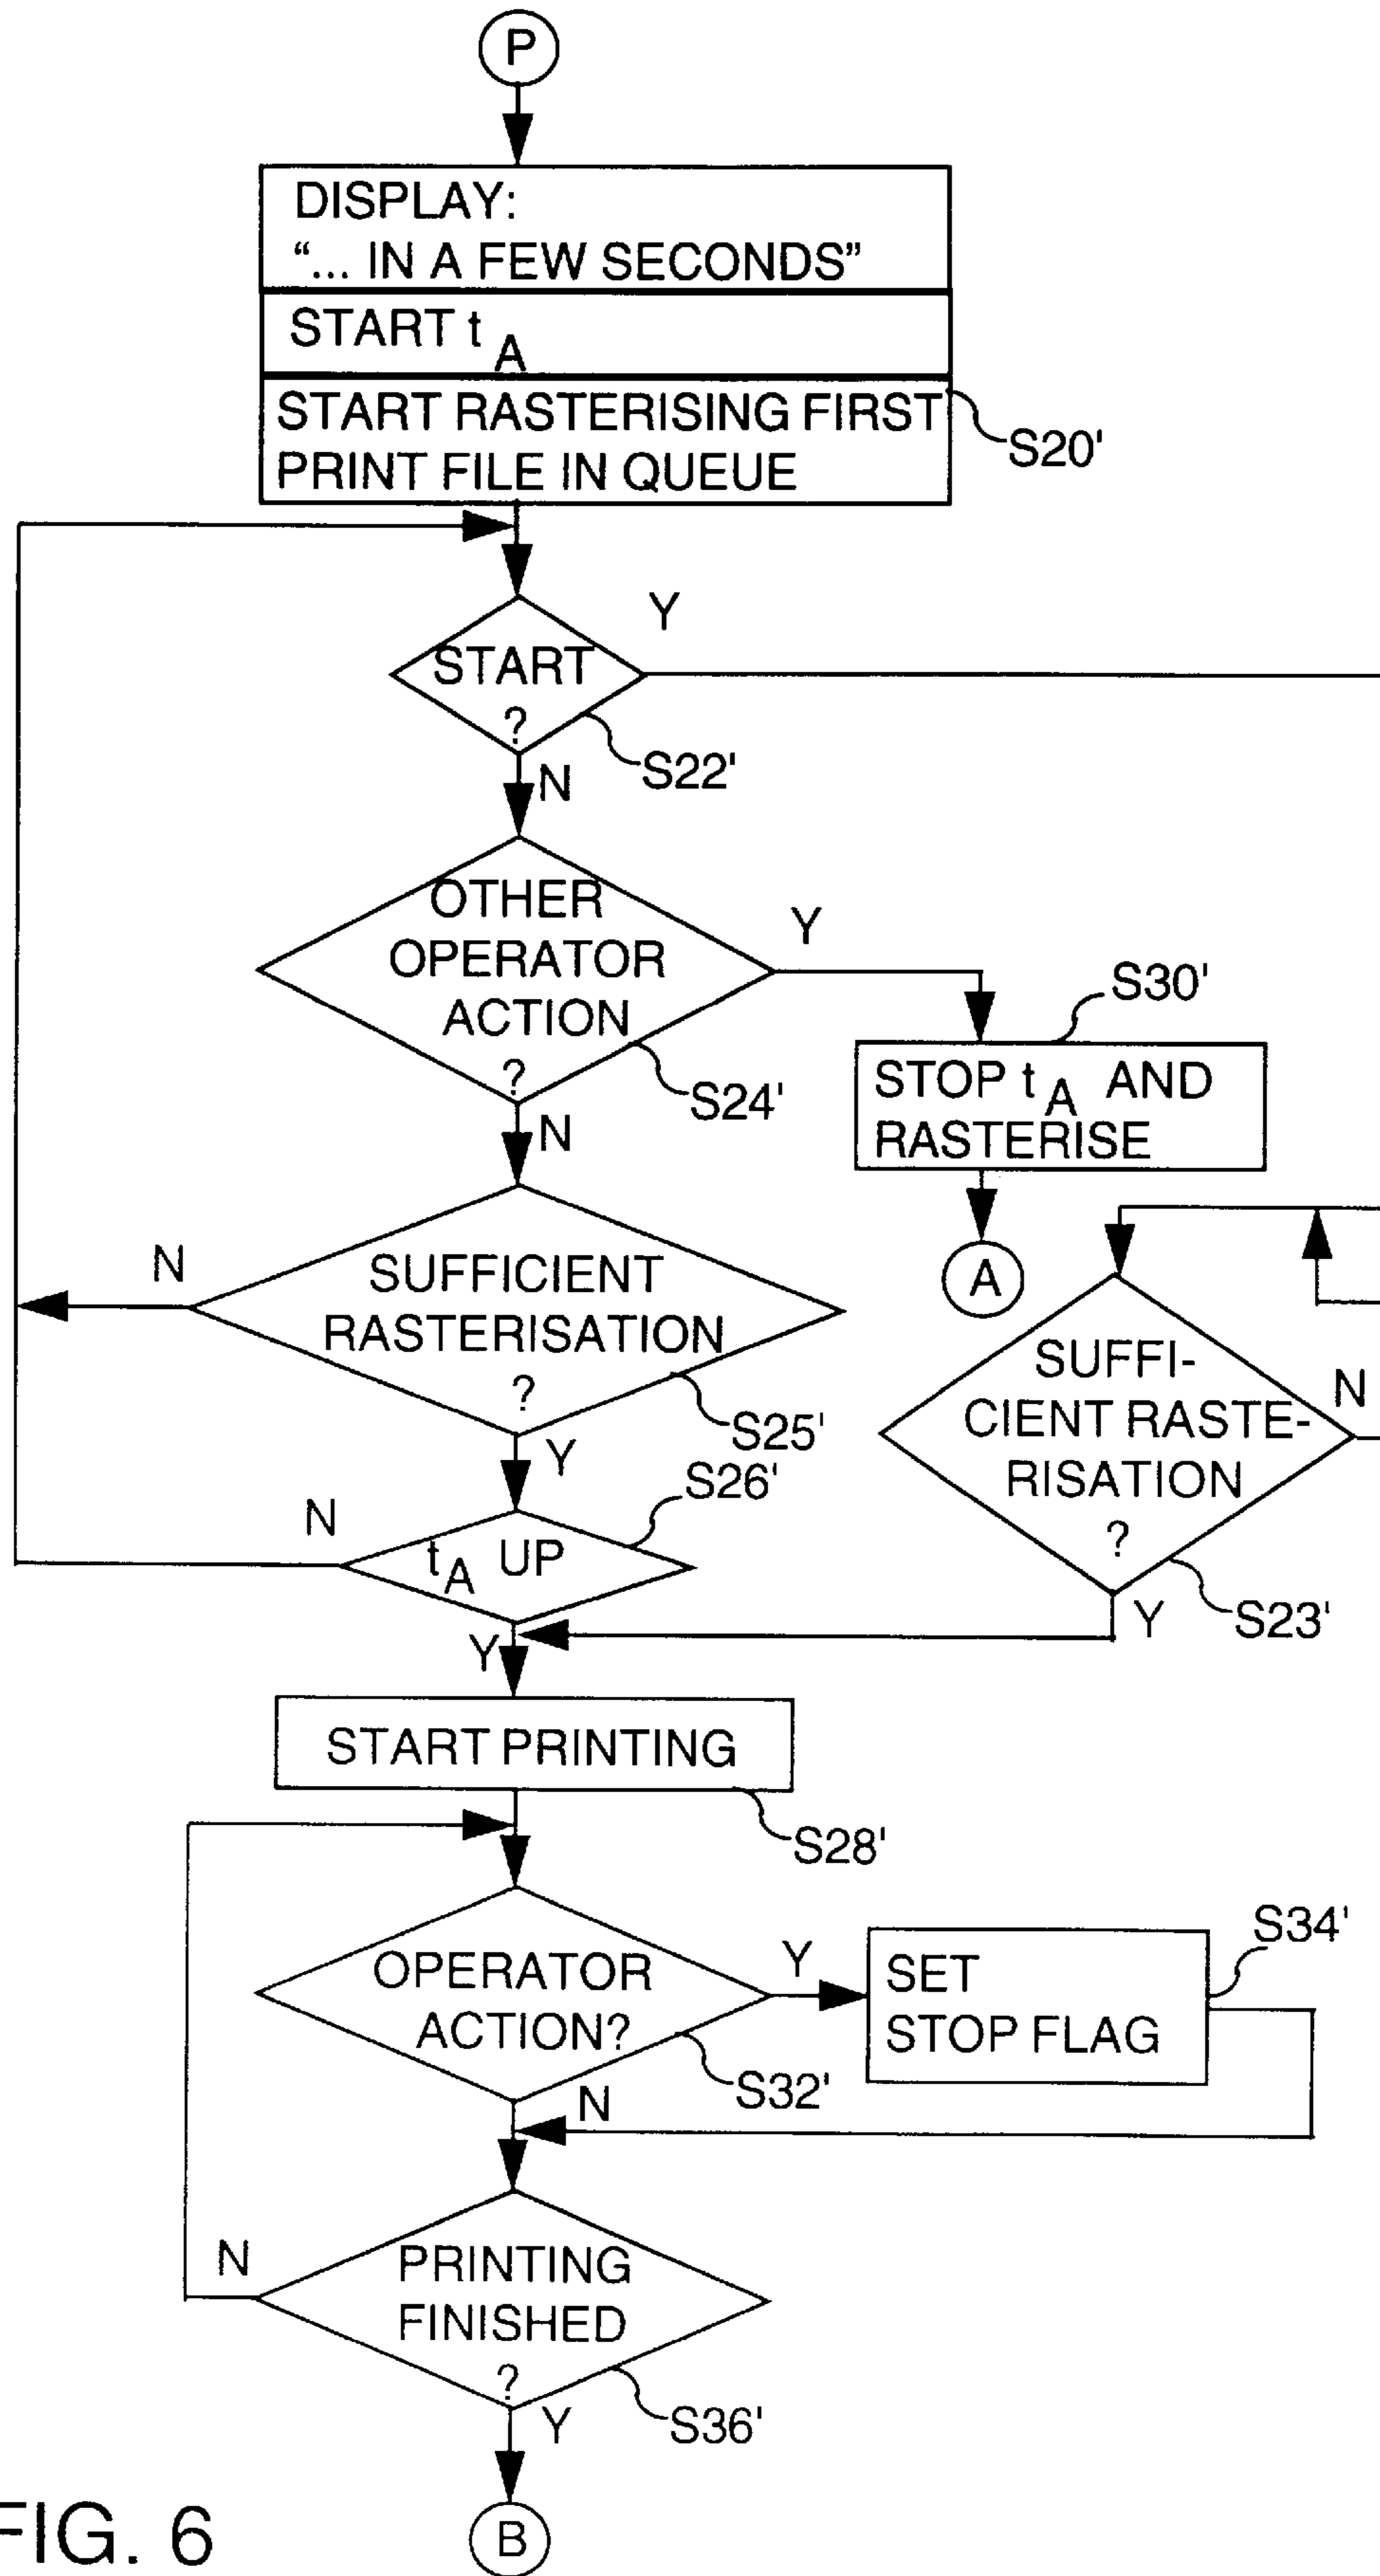 P
DISPLAY:
“... IN A FEW SECONDS”
START t A
START RASTERISING FIRST
PRINT FILE IN QUEUE
S20'
Y
START
?
S22'
N
OTHER
OPERATOR
ACTION
?
Y
S24'
S30'
STOP t A AND
RASTERISE
A
N
N
SUFFICIENT
RASTERISATION
?
S25'
Y
SUFFI-
CIENT RASTE-
RISATION
?
N
S23'
Y
S26'
N
t A UP
Y
START PRINTING
S28'
OPERATOR
ACTION?
Y
S32'
SET
STOP FLAG
S34'
N
N
PRINTING
FINISHED
?
S36'
Y
B
FIG. 6